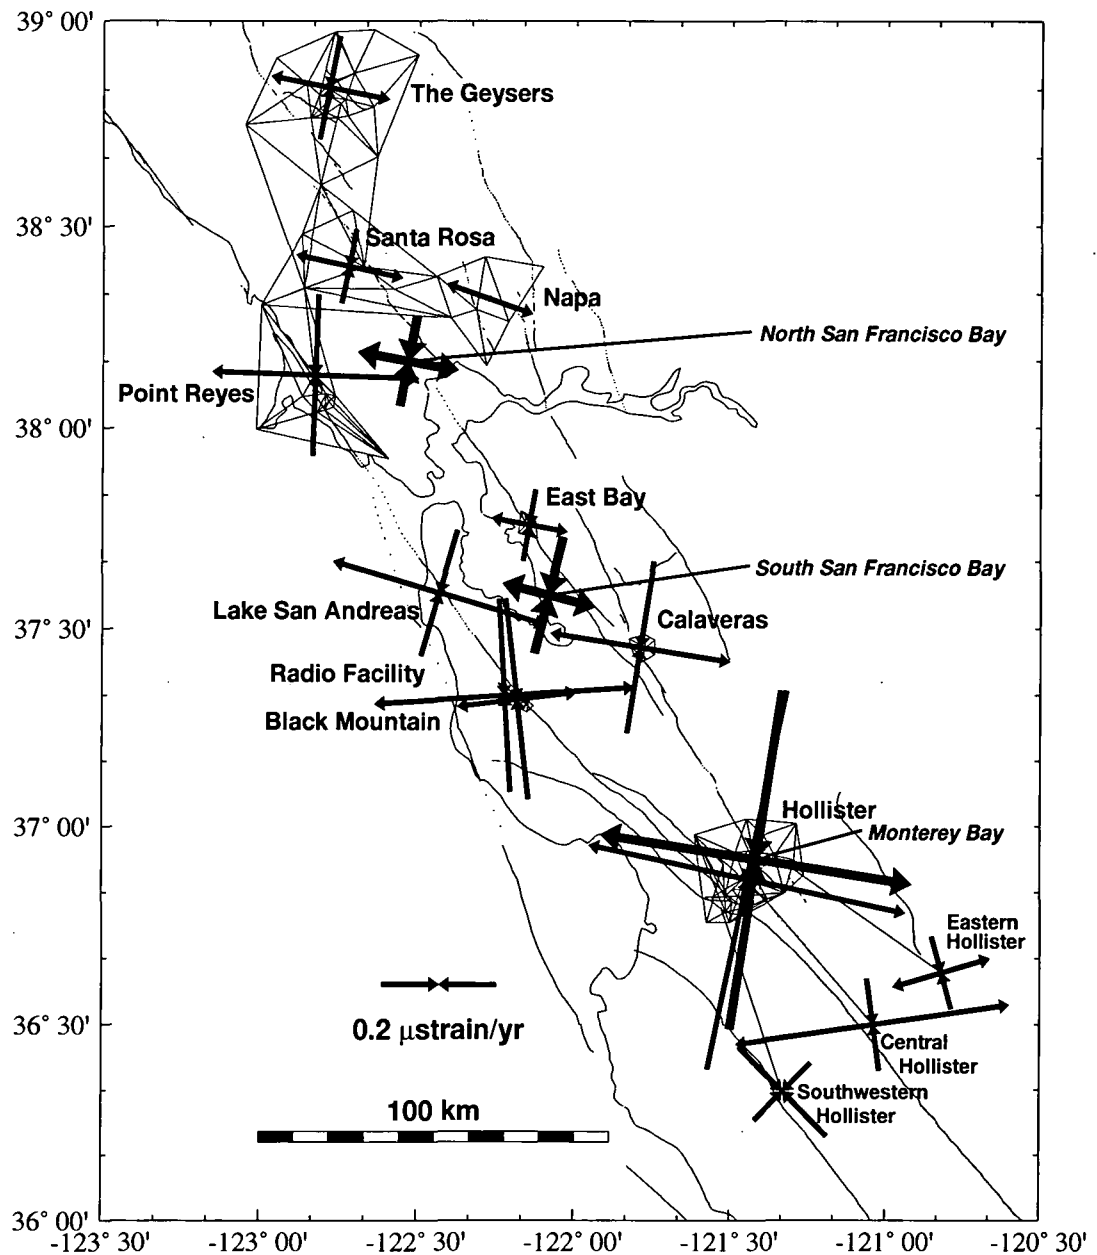 39° 00'
The Geysers
38° 30'
Santa Rosa
Napa
North San Francisco Bay
Point Reyes
38° 00'
East Bay
South San Francisco Bay
Lake San Andreas
Calaveras
37° 30'
Radio Facility
Black Mountain
Hollister
37° 00'
Monterey Bay
Eastern
Hollister
36° 30'
0.2 μstrain/yr
Central
Hollister
Southwestern
Hollister
100 km
36° 00'
-123° 30' -123° 00' -122° 30' -122° 00' -121° 30' -121° 00' -120° 30'